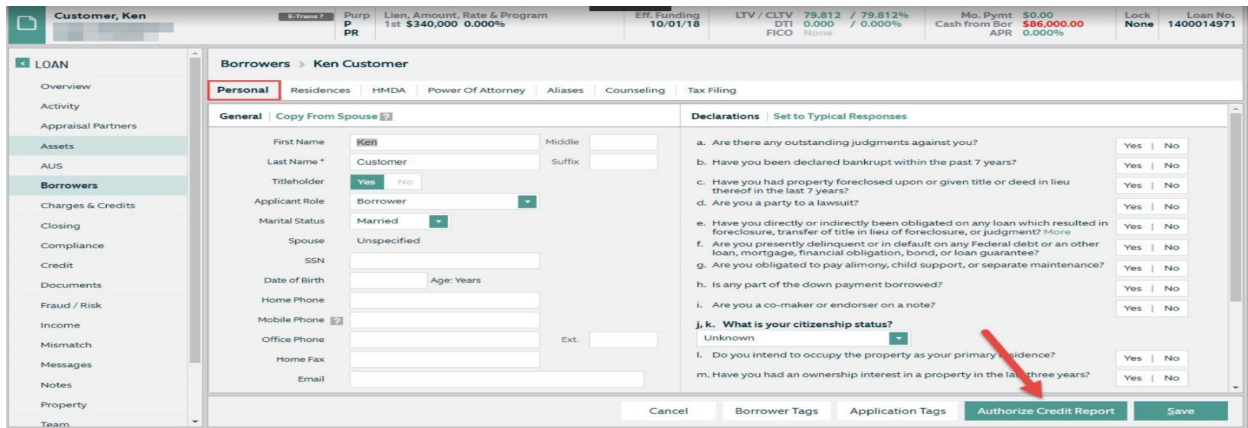 Customer, Ken
E-Trans 7
Purp Lien, Amount, Rate & Program
P 1st $340,000 0.000%
PR
Eff. Funding
10/01/18
LTV / CLTV 79.812 / 79.812%
DTI 0.000 / 0.000%
FICO None
Mo. Pymt $0.00
Cash from Bor $86,000.00
APR 0.000%
Lock
None
Loan No.
1400014971
LOAN
Overview
Activity
Appraisal Partners
Assets
AUS
Borrowers
Charges & Credits
Closing
Compliance
Credit
Documents
Fraud / Risk
Income
Mismatch
Messages
Notes
Property
Team
Borrowers > Ken Customer
Personal Residences HMDA Power Of Attorney Aliases Counseling Tax Filing
General Copy From Spouse ?
First Name Ken Middle
Last Name * Customer Suffix
Titleholder Yes No
Applicant Role Borrower
Marital Status Married
Spouse Unspecified
SSN
Date of Birth Age: Years
Home Phone
Mobile Phone ?
Office Phone Ext.
Home Fax
Email
Declarations Set to Typical Responses
a. Are there any outstanding judgments against you? Yes | No
b. Have you been declared bankrupt within the past 7 years? Yes | No
c. Have you had property foreclosed upon or given title or deed in lieu
thereof in the last 7 years? Yes | No
d. Are you a party to a lawsuit? Yes | No
e. Have you directly or indirectly been obligated on any loan which resulted in
foreclosure, transfer of title in lieu of foreclosure, or judgment? More Yes | No
f. Are you presently delinquent or in default on any Federal debt or an other
loan, mortgage, financial obligation, bond, or loan guarantee? Yes | No
g. Are you obligated to pay alimony, child support, or separate maintenance? Yes | No
h. Is any part of the down payment borrowed? Yes | No
i. Are you a co-maker or endorser on a note? Yes | No
j, k. What is your citizenship status?
Unknown
l. Do you intend to occupy the property as your primary residence? Yes | No
m. Have you had an ownership interest in a property in the last three years? Yes | No
Cancel Borrower Tags Application Tags Authorize Credit Report Save